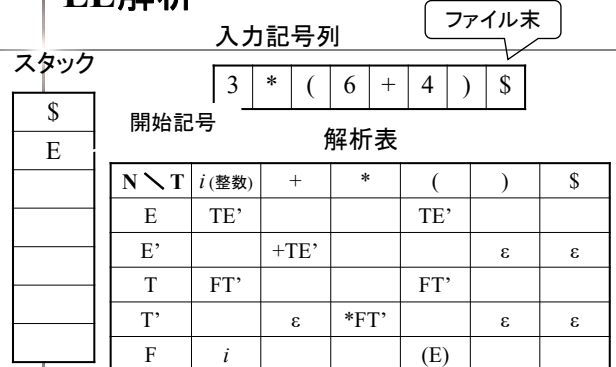 LL解析
ファイル末
入力記号列
スタック
3 * ( 6 + 4 ) $
$
開始記号
E
解析表
N＼T i (整数) + * ( ) $
E TE’ TE’
E’ +TE’ ε ε
T FT’ FT’
T’ ε *FT’ ε ε
F i (E)